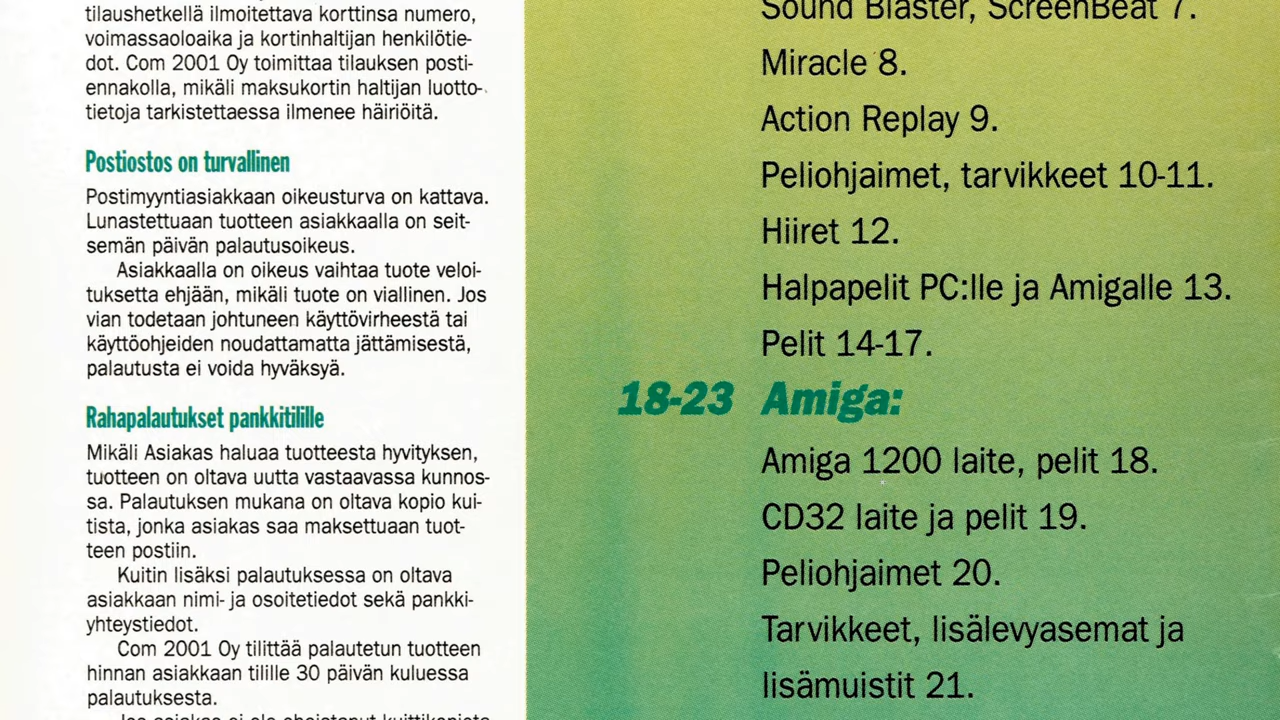 tilaushetkellä ilmoitettava korttinsa numero,
voimassaoloaika ja kortinhaltijan henkilötie-
dot. Com 2001 Oy toimittaa tilauksen posti-
ennakolla, mikäli maksukortin haltijan luotto-
tietoja tarkistettaessa ilmenee häiriöitä.
Postiostos on turvallinen
Postimyyntiasiakkaan oikeusturva on kattava.
Lunastettuaan tuotteen asiakkaalla on seit-
semän päivän palautusoikeus.
Asiakkaalla on oikeus vaihtaa tuote veloi-
tuksetta ehjään, mikäli tuote on viallinen. Jos
vian todetaan johtuneen käyttövirheestä tai
käyttöohjeiden noudattamatta jättämisestä,
palautusta ei voida hyväksyä.
Rahapalautukset pankkitilille
Mikäli Asiakas haluaa tuotteesta hyvityksen,
tuotteen on oltava uutta vastaavassa kunnos-
sa. Palautuksen mukana on oltava kopio kui-
tista, jonka asiakas saa maksettuaan tuot-
teen postiin.
Kuitin lisäksi palautuksessa on oltava
asiakkaan nimi- ja osoitetiedot sekä pankki-
yhteystiedot.
Com 2001 Oy tilittää palautetun tuotteen
hinnan asiakkaan tilille 30 päivän kuluessa
palautuksesta.
Jos asiakas ei ole
Sound Blaster, ScreenBeat 7.
Miracle 8.
Action Replay 9.
Peliohjaimet, tarvikkeet 10-11.
Hiiret 12.
Halpapelit PC:lle ja Amigalle 13.
Pelit 14-17.
18-23 Amiga:
Amiga 1200 laite, pelit 18.
CD32 laite ja pelit 19.
Peliohjaimet 20.
Tarvikkeet, lisälevyasemat ja
lisämuistit 21.